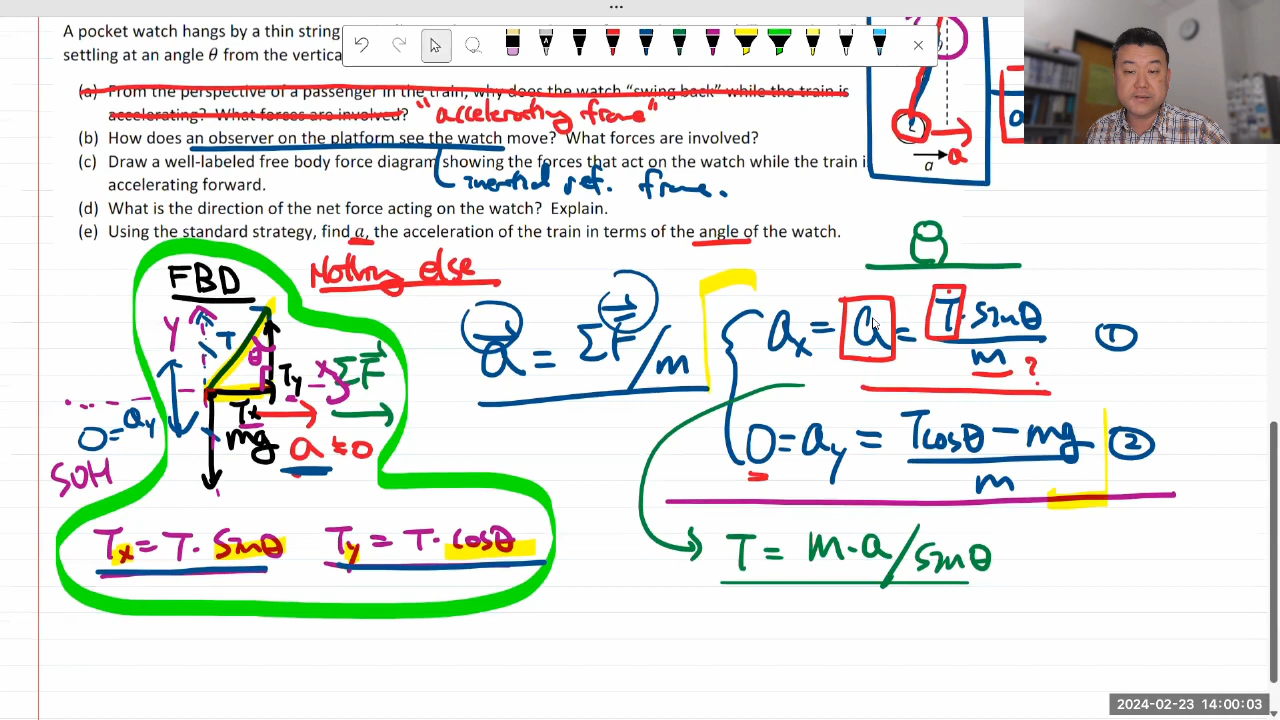 A pocket watch hangs by a thin string
settling at an angle θ from the vertica
(a) From the perspective of a passenger in the train, why does the watch "swing back" while the train is
accelerating? What forces are involved?
"accelerating frame"
(b) How does an observer on the platform see the watch move? What forces are involved?
(c) Draw a well-labeled free body force diagram showing the forces that act on the watch while the train i
accelerating forward.
inertial ref. frame.
(d) What is the direction of the net force acting on the watch? Explain.
(e) Using the standard strategy, find a, the acceleration of the train in terms of the angle of the watch.
a
a
FBD
Nothing else
Y
T
θ
Ty
X
ΣF
Tx
mg
a ≠ 0
0=ay
SOH
Tx = T · sinθ
Ty = T · cosθ
a = ΣF/m
ax = a = T · sinθ / m ?
①
0 = ay = Tcosθ - mg / m
②
T = m·a/sinθ
2024-02-23 14:00:03